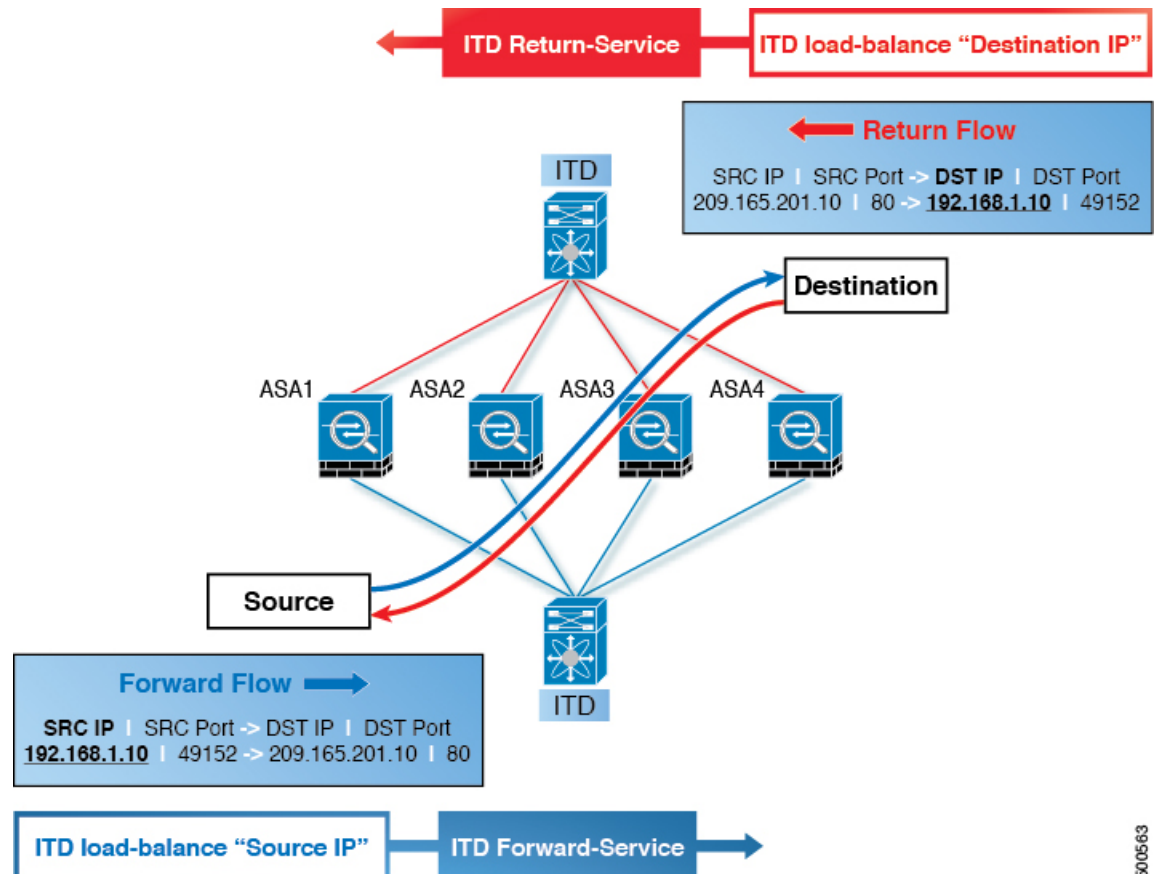 ITD Return-Service
ITD load-balance “Destination IP”
Return Flow
SRC IP | SRC Port -> DST IP | DST Port
209.165.201.10 | 80 -> 192.168.1.10 | 49152
ITD
Destination
ASA1
ASA2
ASA3
ASA4
Source
ITD
Forward Flow
SRC IP | SRC Port -> DST IP | DST Port
192.168.1.10 | 49152 -> 209.165.201.10 | 80
ITD load-balance “Source IP”
ITD Forward-Service